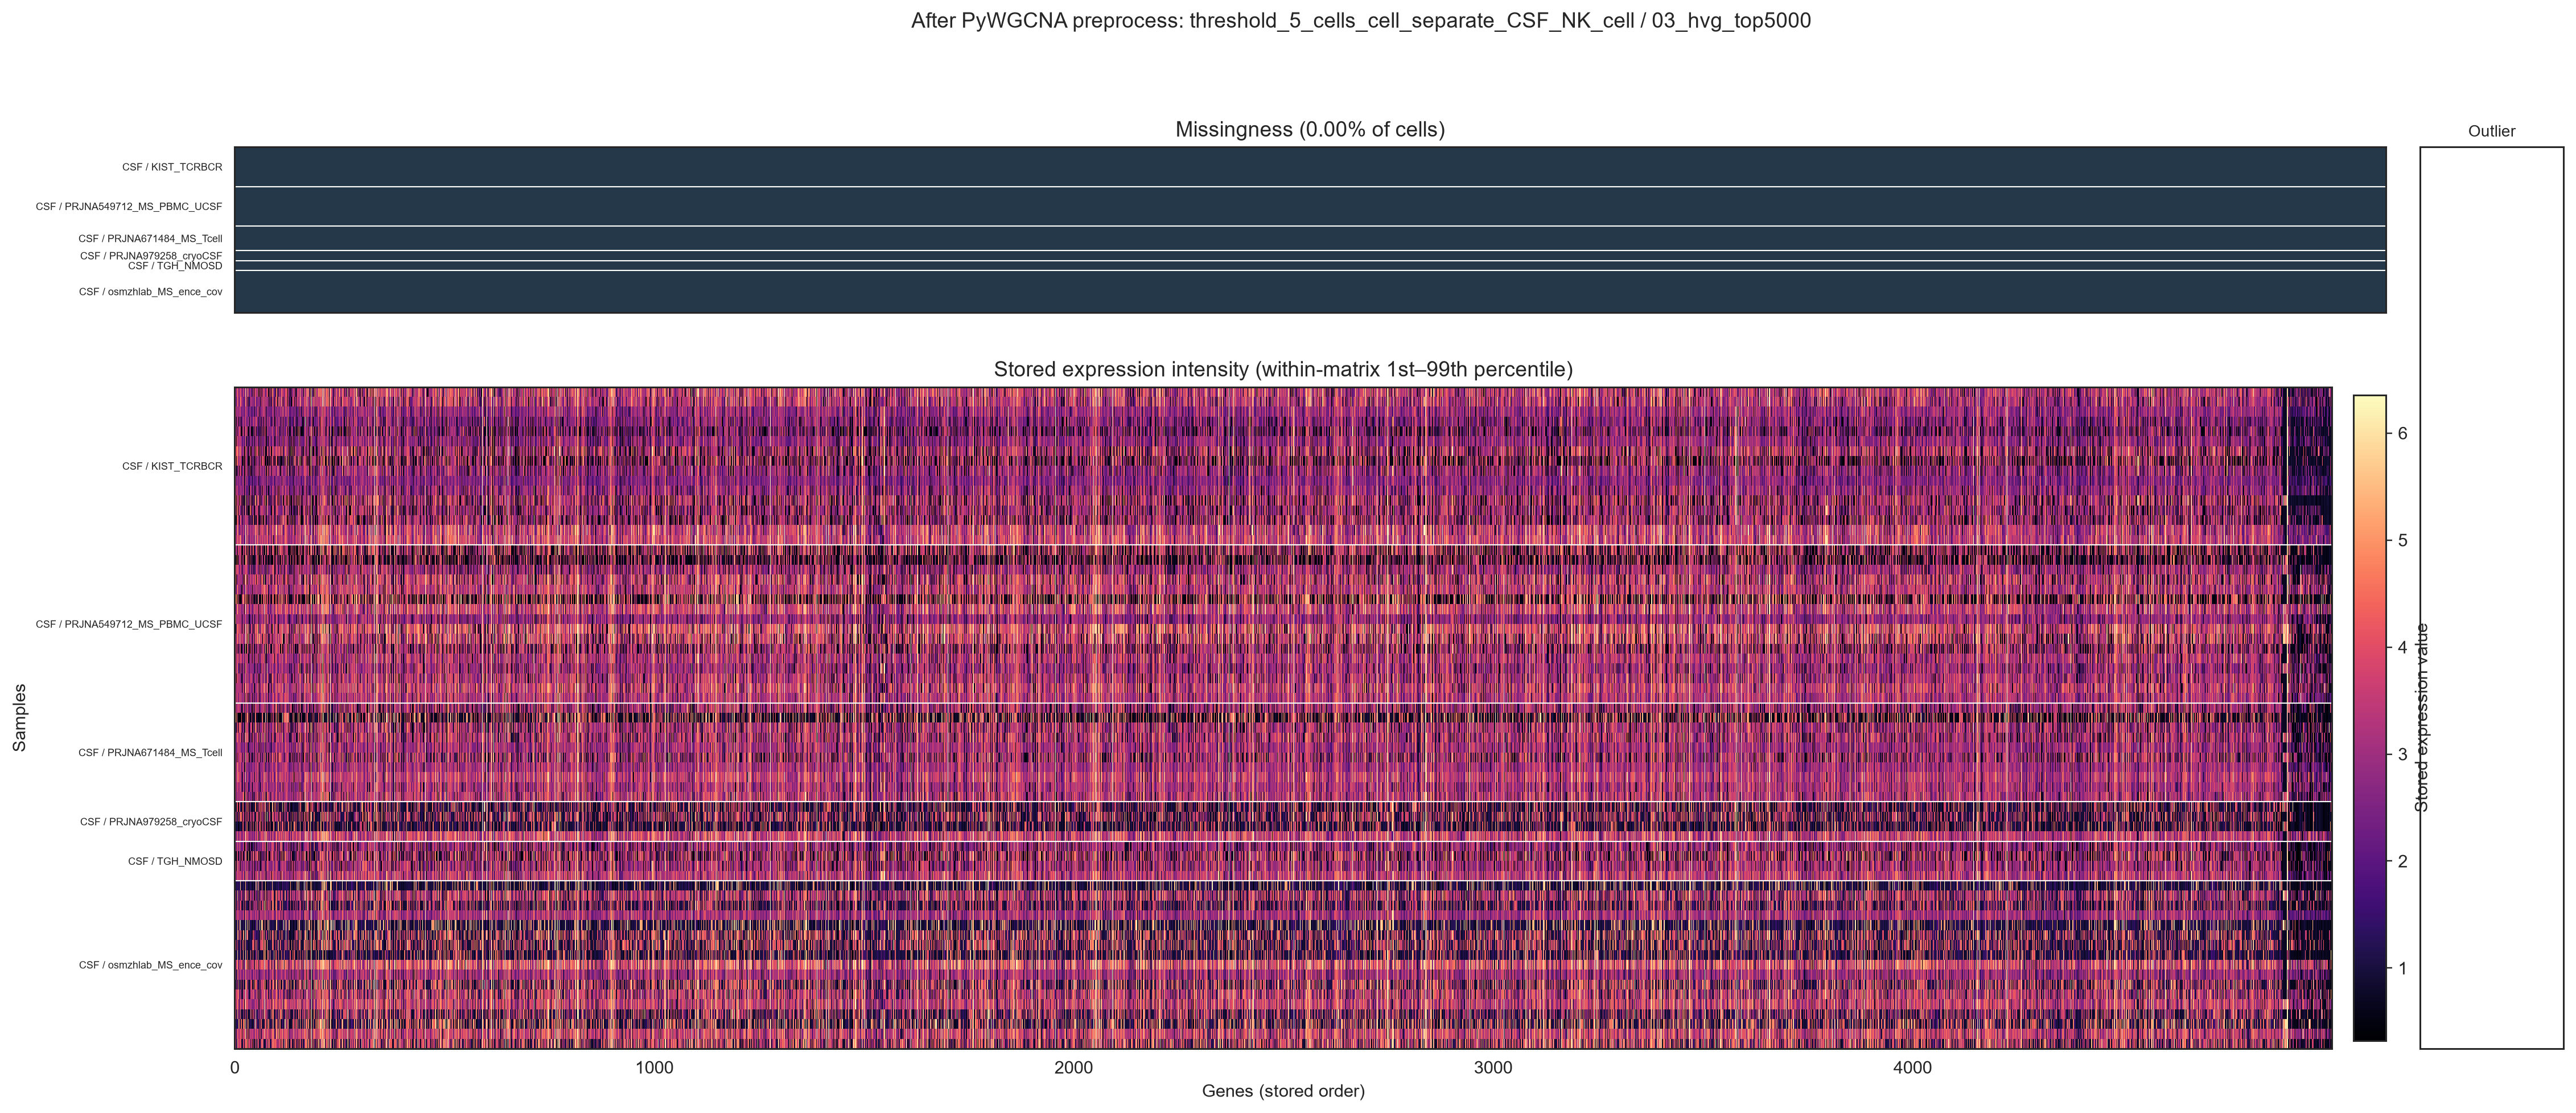 After PyWGCNA preprocess: threshold_5_cells_cell_separate_CSF_NK_cell / 03_hvg_top5000
Missingness (0.00% of cells)
Outlier
CSF / KIST_TCRBCR
CSF / PRJNA549712_MS_PBMC_UCSF
CSF / PRJNA671484_MS_Tcell
CSF / PRJNA979258_cryoCSF
CSF / TGH_NMOSD
CSF / osmzhlab_MS_ence_cov
Stored expression intensity (within-matrix 1st–99th percentile)
CSF / KIST_TCRBCR
CSF / PRJNA549712_MS_PBMC_UCSF
CSF / PRJNA671484_MS_Tcell
CSF / PRJNA979258_cryoCSF
CSF / TGH_NMOSD
CSF / osmzhlab_MS_ence_cov
Samples
6
5
4
3
2
1
Stored expression value
0 1000 2000 3000 4000
Genes (stored order)